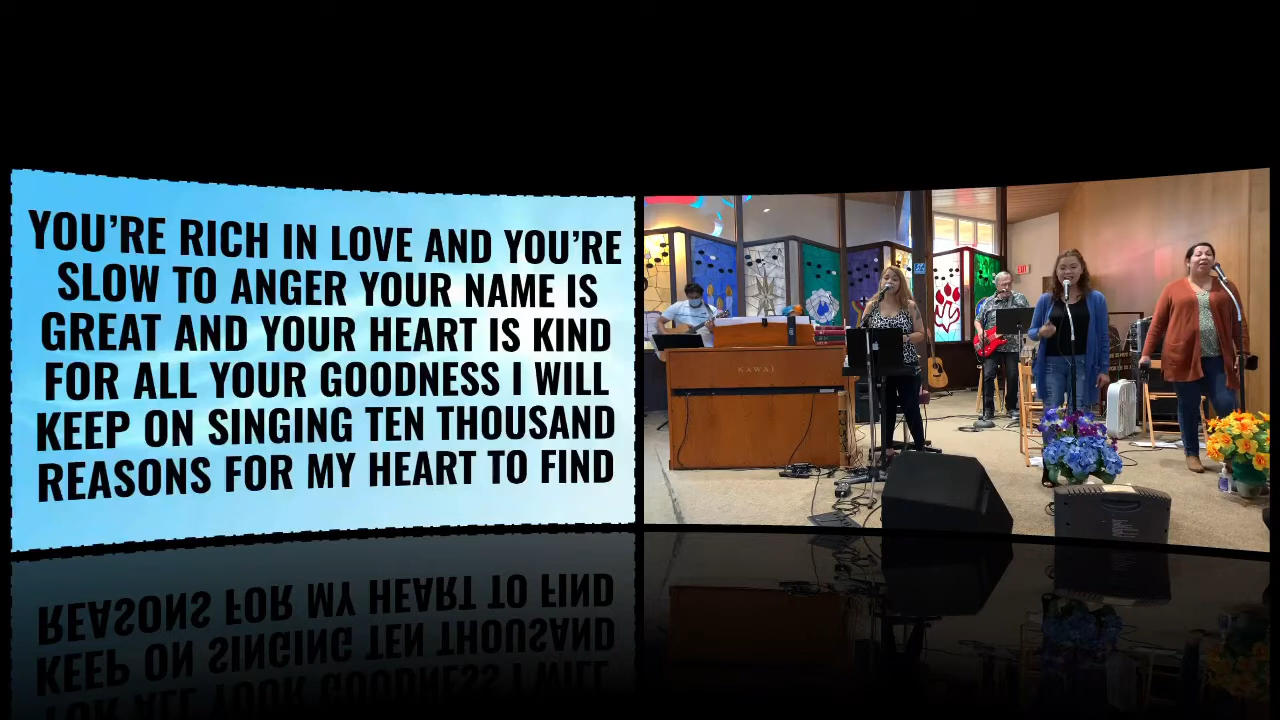 YOU'RE RICH IN LOVE AND YOU'RE
SLOW TO ANGER YOUR NAME IS
GREAT AND YOUR HEART IS KIND
FOR ALL YOUR GOODNESS I WILL
KEEP ON SINGING TEN THOUSAND
REASONS FOR MY HEART TO FIND
KAWAI
EXIT